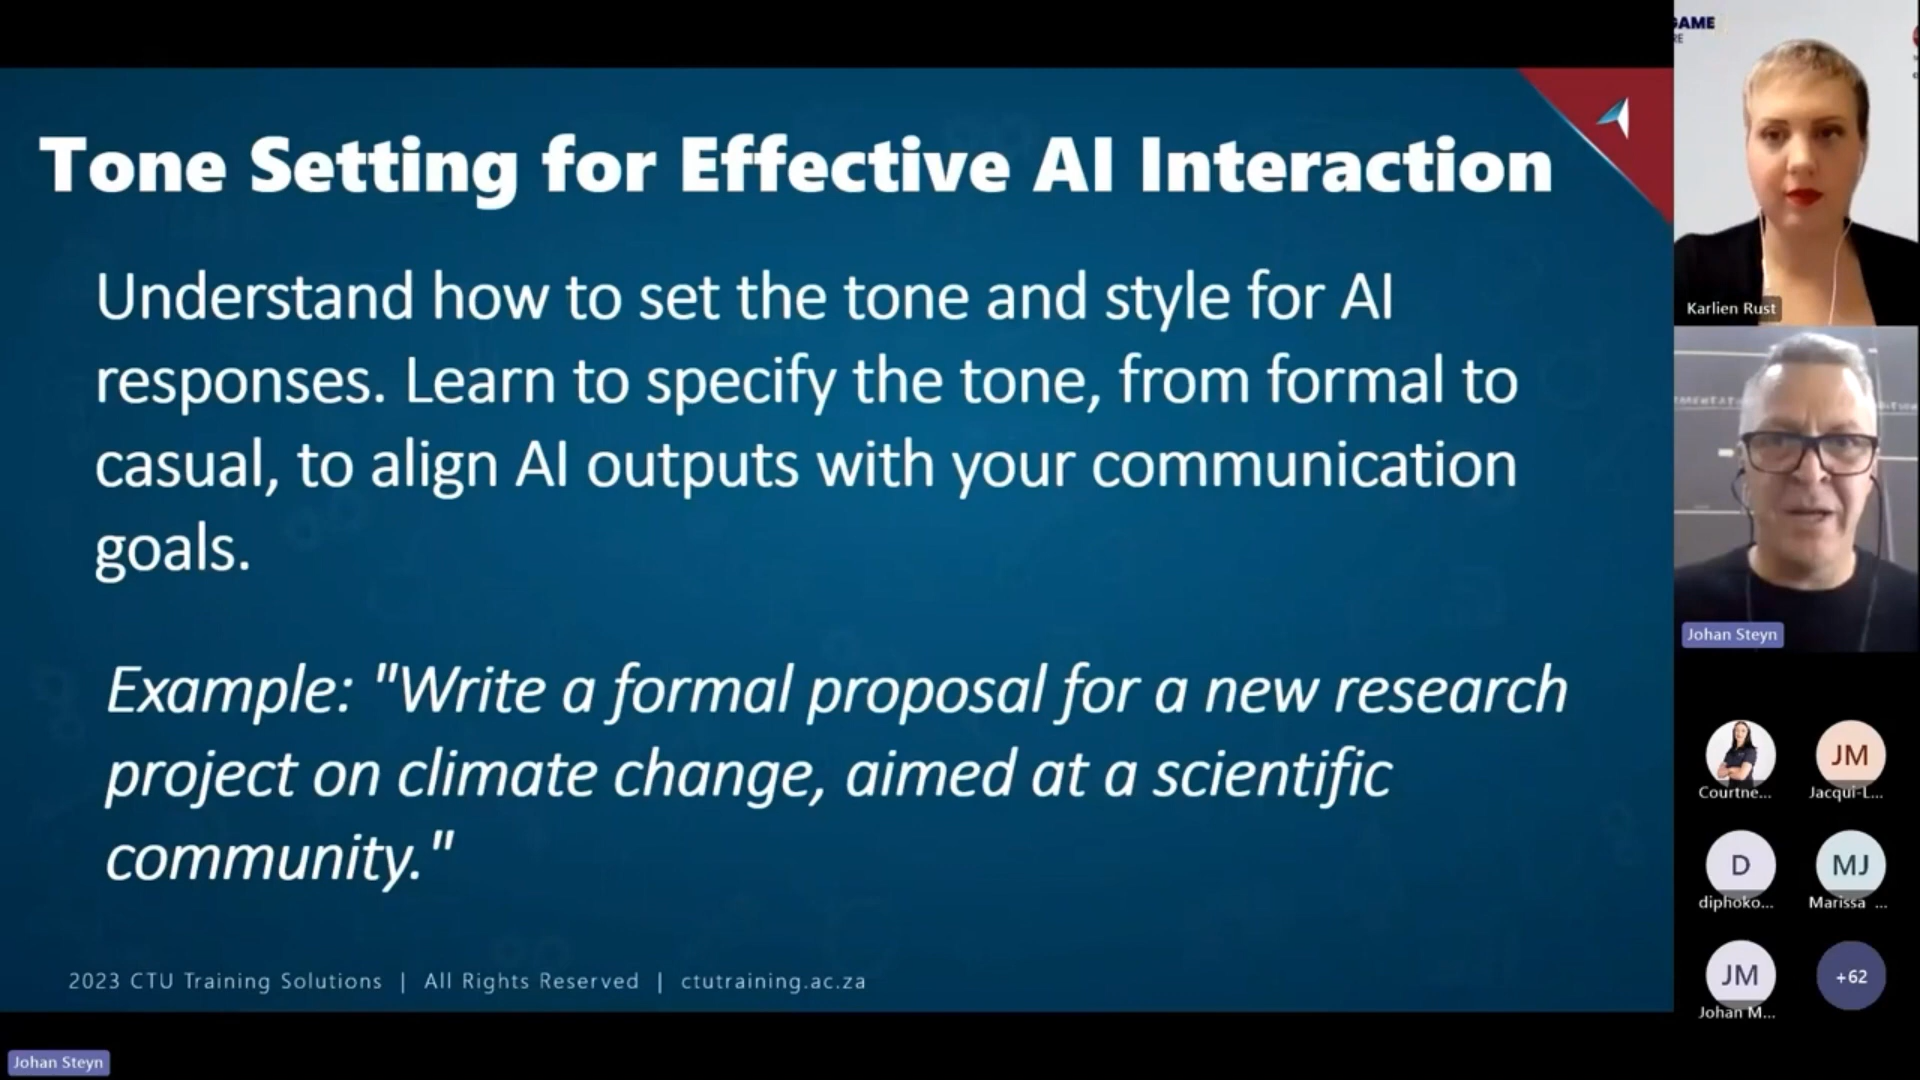 Tone Setting for Effective AI Interaction
Understand how to set the tone and style for AI
responses. Learn to specify the tone, from formal to
casual, to align AI outputs with your communication
goals.
Example: "Write a formal proposal for a new research
project on climate change, aimed at a scientific
community."
2023 CTU Training Solutions | All Rights Reserved | ctutraining.ac.za
Johan Steyn
GAME
RE
Karlien Rust
Johan Steyn
Courtne...
JM
Jacqui-L...
D
diphoko...
MJ
Marissa ...
JM
Johan M...
+62